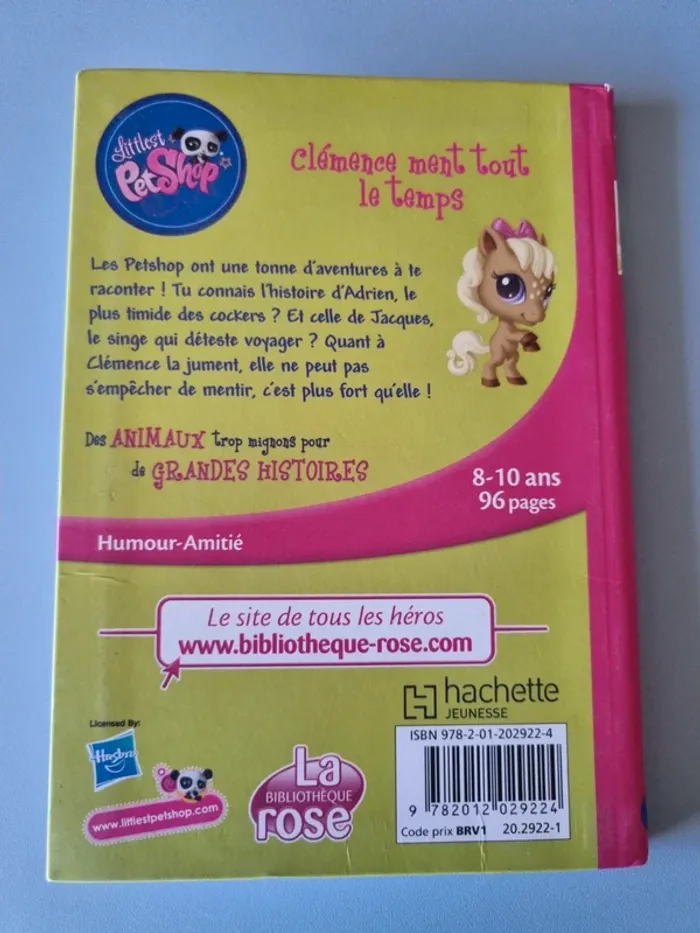 Littlest
PetShop
Clémence ment tout
le temps
Les Petshop ont une tonne d'aventures à te
raconter ! Tu connais l'histoire d'Adrien, le
plus timide des cockers ? Et celle de Jacques,
le singe qui déteste voyager ? Quant à
Clémence la jument, elle ne peut pas
s'empêcher de mentir, c'est plus fort qu'elle !
Des ANIMAUX trop mignons pour
de GRANDES HISTOIRES
8-10 ans
96 pages
Humour-Amitié
Le site de tous les héros
www.bibliotheque-rose.com
hachette
JEUNESSE
ISBN 978-2-01-202922-4
9 782012 029224
Code prix BRV1 20.2922-1
Licensed By:
Hasbro
www.littlestpetshop.com
La
BIBLIOTHÈQUE
rose